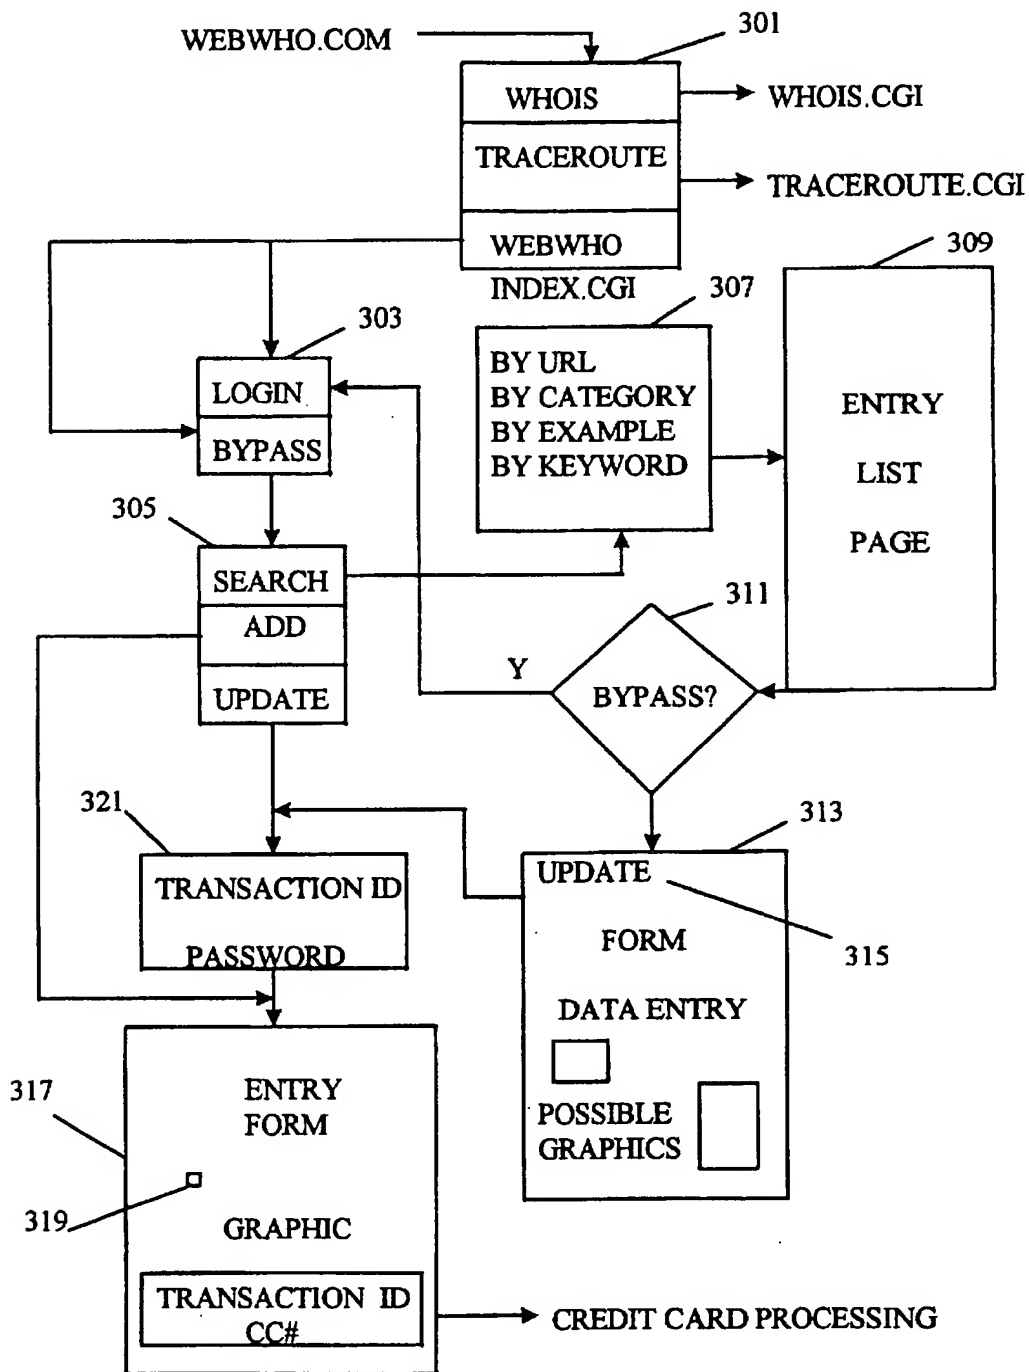 301
WEBWHO.COM
WHOIS
WHOIS.CGI
TRACEROUTE
TRACEROUTE.CGI
WEBWHO
INDEX.CGI
309
307
303
BY URL
BY CATEGORY
BY EXAMPLE
BY KEYWORD
ENTRY
LIST
PAGE
LOGIN
BYPASS
305
SEARCH
ADD
UPDATE
311
Y
BYPASS?
321
TRANSACTION ID
PASSWORD
313
UPDATE
315
FORM
DATA ENTRY
POSSIBLE
GRAPHICS
317
ENTRY
FORM
319
GRAPHIC
TRANSACTION ID
CC#
CREDIT CARD PROCESSING